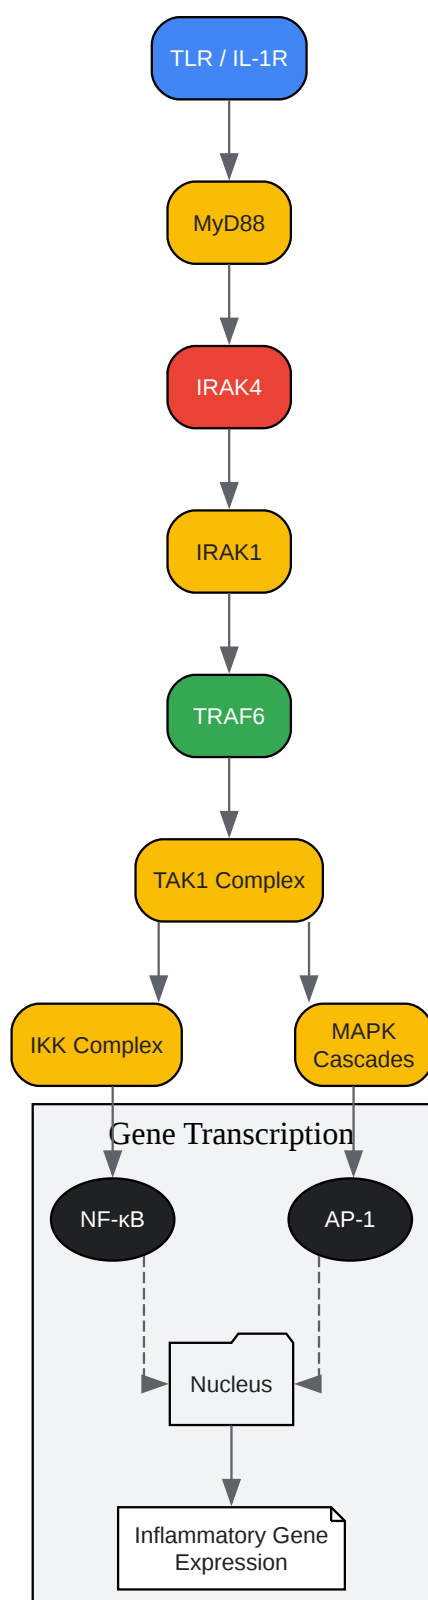 TLR / IL-1R
MyD88
IRAK4
IRAK1
TRAF6
TAK1 Complex
IKK Complex
MAPK
Cascades
Gene Transcription
NF-κB
AP-1
Nucleus
Inflammatory Gene
Expression